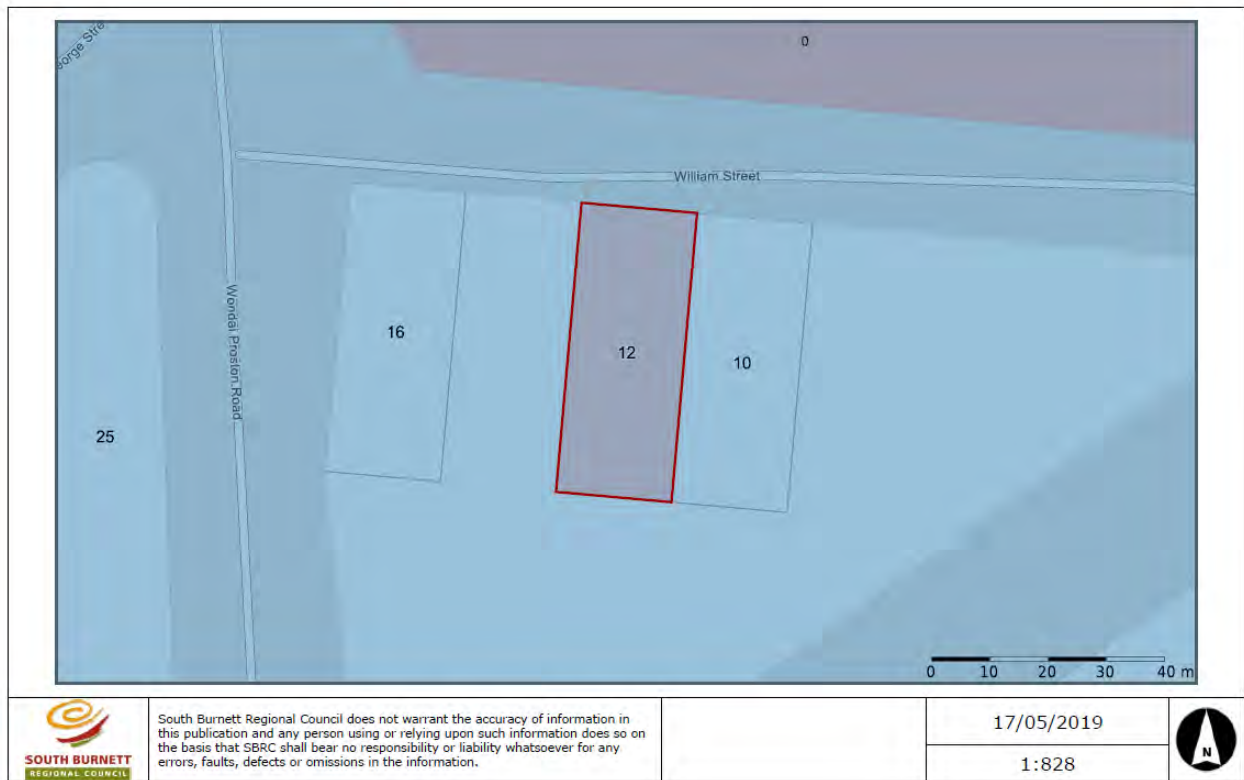 eorge Stre
0
William Street
Wondai Proston Road
16
12
10
25
0 10 20 30 40 m
SOUTH BURNETT
REGIONAL COUNCIL
South Burnett Regional Council does not warrant the accuracy of information in
this publication and any person using or relying upon such information does so on
the basis that SBRC shall bear no responsibility or liability whatsoever for any
errors, faults, defects or omissions in the information.
17/05/2019
1:828
N